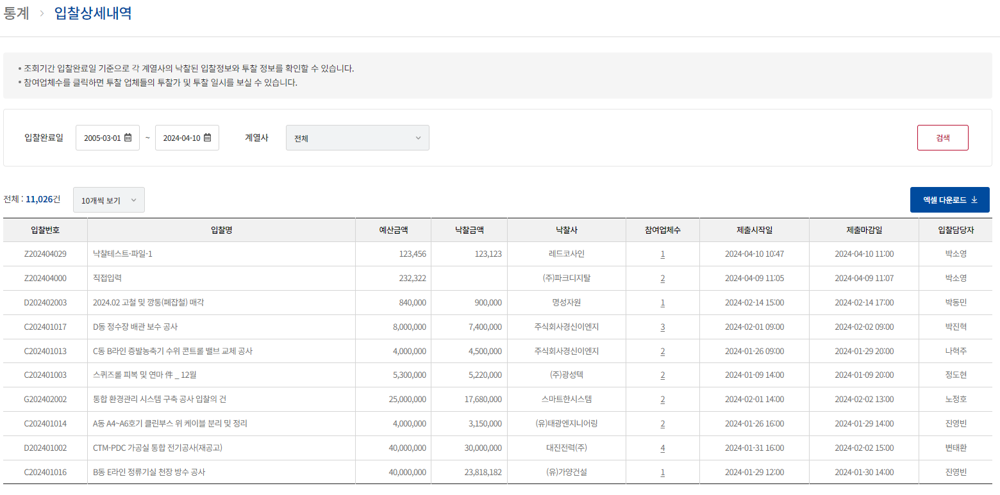 통계 > 입찰상세내역
• 조회기간 입찰완료일 기준으로 각 계열사의 낙찰된 입찰정보와 투찰 정보를 확인할 수 있습니다.
• 참여업체수를 클릭하면 투찰 업체들의 투찰가 및 투찰 일시를 보실 수 있습니다.
입찰완료일 2005-03-01 ~ 2024-04-10 계열사 전체 검색
전체 : 11,026건 10개씩 보기 엑셀 다운로드
입찰번호 입찰명 예산금액 낙찰금액 낙찰사 참여업체수 제출시작일 제출마감일 입찰담당자
Z202404029 낙찰테스트-파일-1 123,456 123,123 레드코사인 1 2024-04-10 10:47 2024-04-10 11:00 박소영
Z202404000 직접입력 232,322 (주)파크디지탈 2 2024-04-09 11:05 2024-04-09 11:07 박소영
D202402003 2024.02 고철 및 깡통(폐잡철) 매각 840,000 900,000 명성자원 1 2024-02-14 15:00 2024-02-14 17:00 박동민
C202401017 D동 정수장 배관 보수 공사 8,000,000 7,400,000 주식회사경신이엔지 3 2024-02-01 09:00 2024-02-02 09:00 박진혁
C202401013 C동 B라인 증발농축기 수위 콘트롤 밸브 교체 공사 4,000,000 4,500,000 주식회사경신이엔지 2 2024-01-26 09:00 2024-01-29 20:00 나혁주
C202401003 스퀴즈롤 피복 및 연마 件 _ 12월 5,300,000 5,220,000 (주)광성텍 2 2024-01-09 14:00 2024-01-09 20:00 정도현
G202402002 통합 환경관리 시스템 구축 공사 입찰의 건 25,000,000 17,680,000 스마트한시스템 2 2024-02-01 14:00 2024-02-02 13:00 노정호
C202401014 A동 A4~A6호기 클린부스 위 케이블 분리 및 정리 4,000,000 3,150,000 (유)태광엔지니어링 2 2024-01-26 16:00 2024-01-29 14:00 진영빈
D202401002 CTM-PDC 가공실 통합 전기공사(재공고) 40,000,000 30,000,000 대진전력(주) 4 2024-01-31 16:00 2024-02-02 15:00 변태환
C202401016 B동 E라인 정류기실 천장 방수 공사 40,000,000 23,818,182 (유)가양건설 1 2024-01-29 12:00 2024-01-30 14:00 진영빈